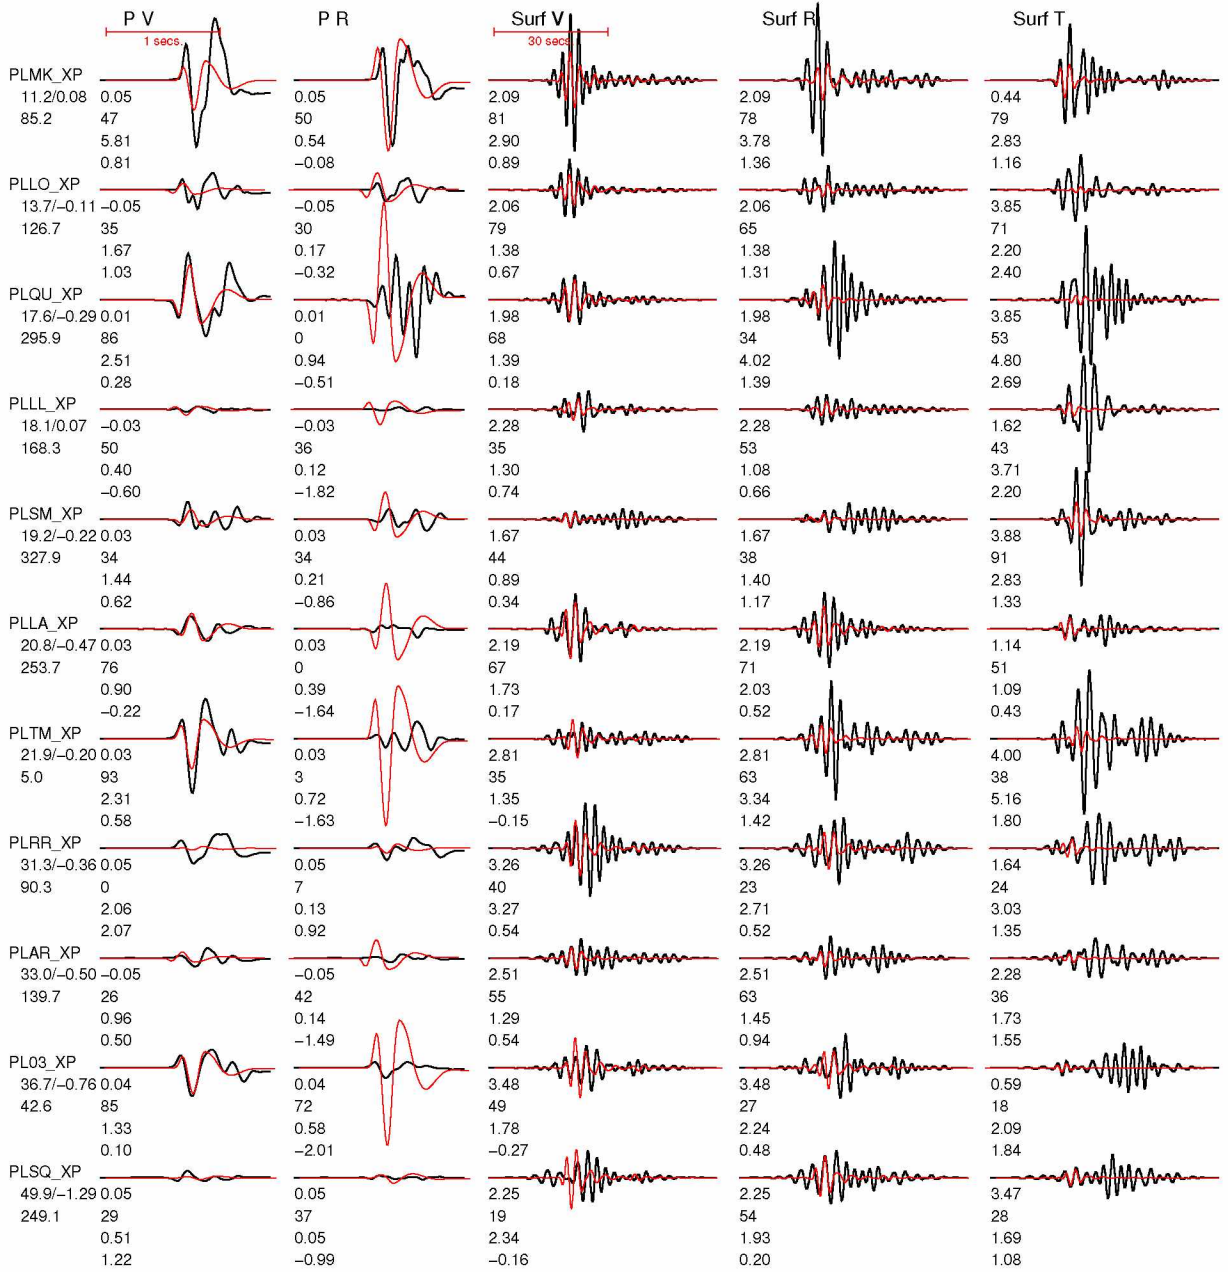 P V P R Surf V Surf R Surf T
1 secs. 30 secs
PLMK_XP
11.2/0.08 0.05 0.05 2.09 2.09 0.44
85.2 47 50 81 78 79
5.81 0.54 2.90 3.78 2.83
0.81 −0.08 0.89 1.36 1.16
PLLO_XP
13.7/−0.11 −0.05 −0.05 2.06 2.06 3.85
126.7 35 30 79 65 71
1.67 0.17 1.38 1.38 2.20
1.03 −0.32 0.67 1.31 2.40
PLQU_XP
17.6/−0.29 0.01 0.01 1.98 1.98 3.85
295.9 86 0 68 34 53
2.51 0.94 1.39 4.02 4.80
0.28 −0.51 0.18 1.39 2.69
PLLL_XP
18.1/0.07 −0.03 −0.03 2.28 2.28 1.62
168.3 50 36 35 53 43
0.40 0.12 1.30 1.08 3.71
−0.60 −1.82 0.74 0.66 2.20
PLSM_XP
19.2/−0.22 0.03 0.03 1.67 1.67 3.88
327.9 34 34 44 38 91
1.44 0.21 0.89 1.40 2.83
0.62 −0.86 0.34 1.17 1.33
PLLA_XP
20.8/−0.47 0.03 0.03 2.19 2.19 1.14
253.7 76 0 67 71 51
0.90 0.39 1.73 2.03 1.09
−0.22 −1.64 0.17 0.52 0.43
PLTM_XP
21.9/−0.20 0.03 0.03 2.81 2.81 4.00
5.0 93 3 35 63 38
2.31 0.72 1.35 3.34 5.16
0.58 −1.63 −0.15 1.42 1.80
PLRR_XP
31.3/−0.36 0.05 0.05 3.26 3.26 1.64
90.3 0 7 40 23 24
2.06 0.13 3.27 2.71 3.03
2.07 0.92 0.54 0.52 1.35
PLAR_XP
33.0/−0.50 −0.05 −0.05 2.51 2.51 2.28
139.7 26 42 55 63 36
0.96 0.14 1.29 1.45 1.73
0.50 −1.49 0.54 0.94 1.55
PL03_XP
36.7/−0.76 0.04 0.04 3.48 3.48 0.59
42.6 85 72 49 27 18
1.33 0.58 1.78 2.24 2.09
0.10 −2.01 −0.27 0.48 1.84
PLSQ_XP
49.9/−1.29 0.05 0.05 2.25 2.25 3.47
249.1 29 37 19 54 28
0.51 0.05 2.34 1.93 1.69
1.22 −0.99 −0.16 0.20 1.08